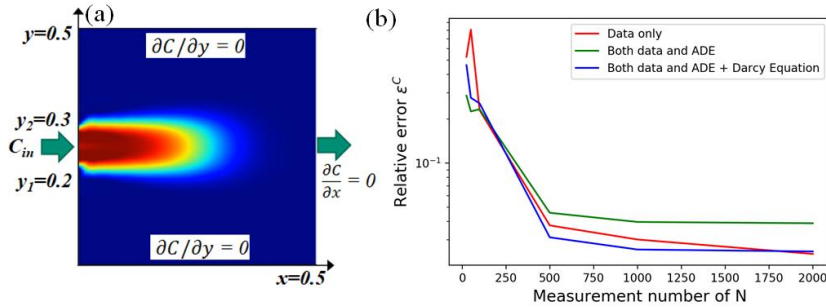 (a)
y=0.5
∂C/∂y = 0
y₂=0.3
C_in
y₁=0.2
∂C/∂x = 0
∂C/∂y = 0
x=0.5
(b)
Data only
Both data and ADE
Both data and ADE + Darcy Equation
Relative error ε^C
10⁻¹
0 250 500 750 1000 1250 1500 1750 2000
Measurement number of N